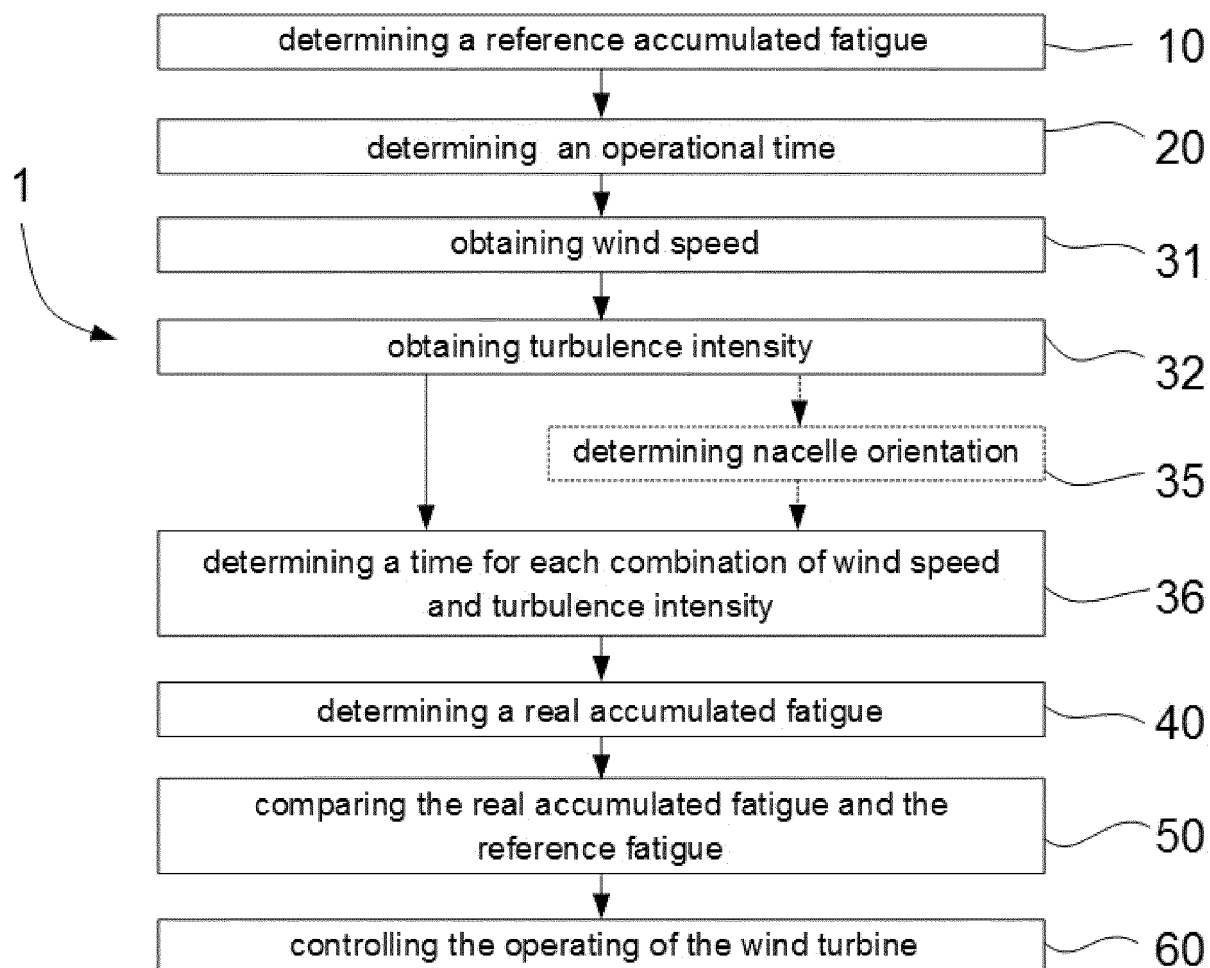 determining a reference accumulated fatigue
10
determining an operational time
20
1
obtaining wind speed
31
obtaining turbulence intensity
32
determining nacelle orientation
35
determining a time for each combination of wind speed
and turbulence intensity
36
determining a real accumulated fatigue
40
comparing the real accumulated fatigue and the
reference fatigue
50
controlling the operating of the wind turbine
60